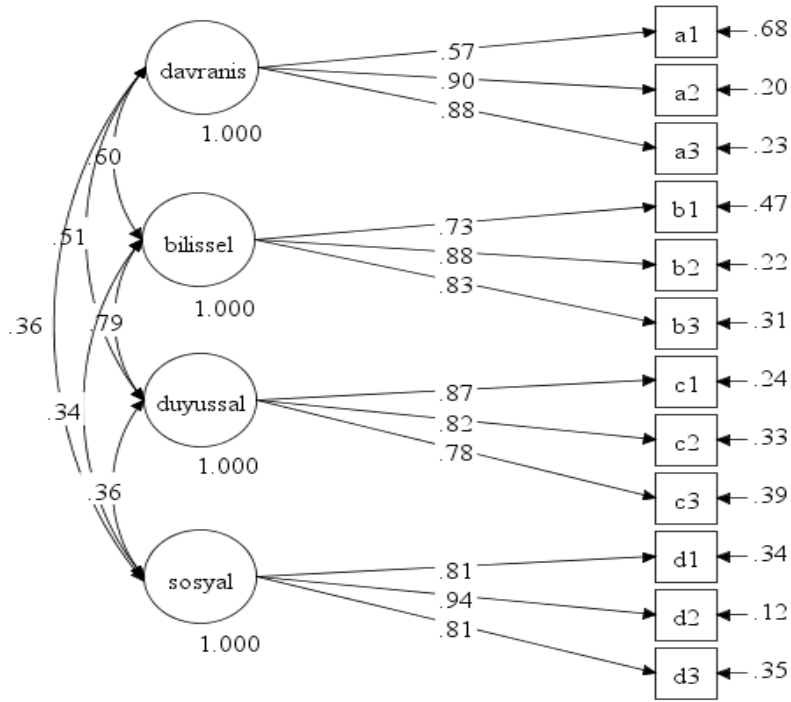 davranis
1.000
bilissel
1.000
duyussal
1.000
sosyal
1.000
.60
.51
.36
.79
.34
.36
.57
.90
.88
.73
.88
.83
.87
.82
.78
.81
.94
.81
a1 .68
a2 .20
a3 .23
b1 .47
b2 .22
b3 .31
c1 .24
c2 .33
c3 .39
d1 .34
d2 .12
d3 .35